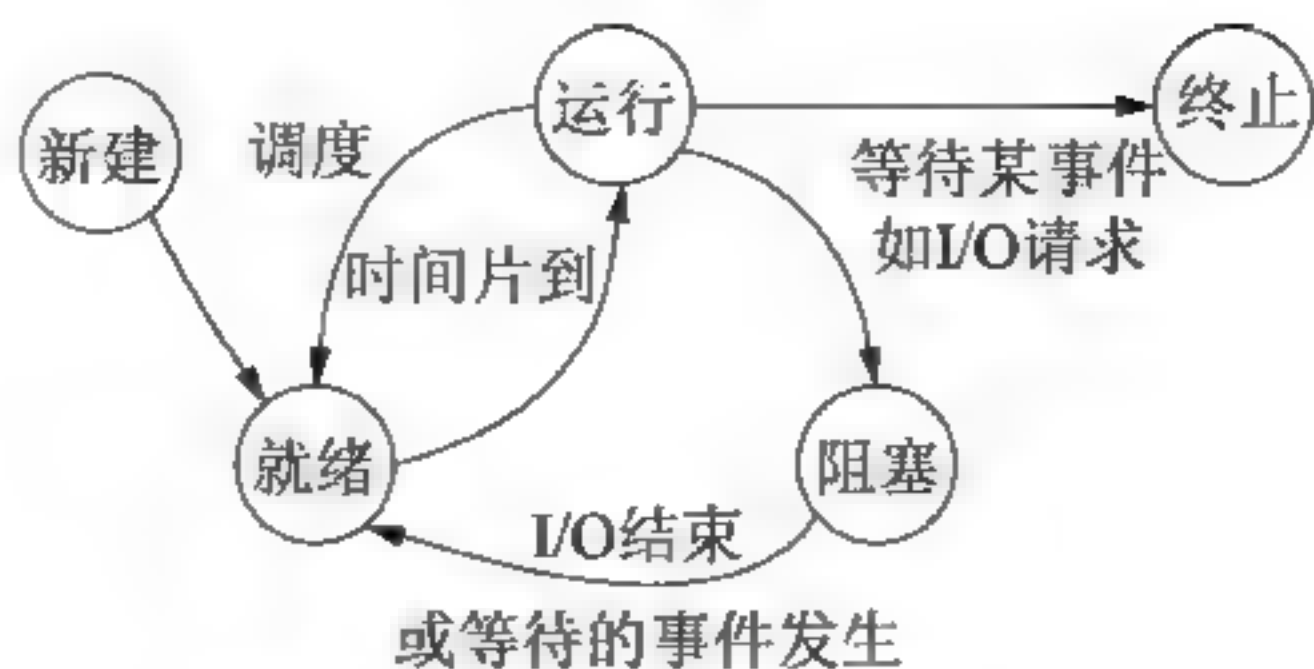 新建
调度
运行
终止
等待某事件
如I/O请求
时间片到
就绪
阻塞
I/O结束
或等待的事件发生